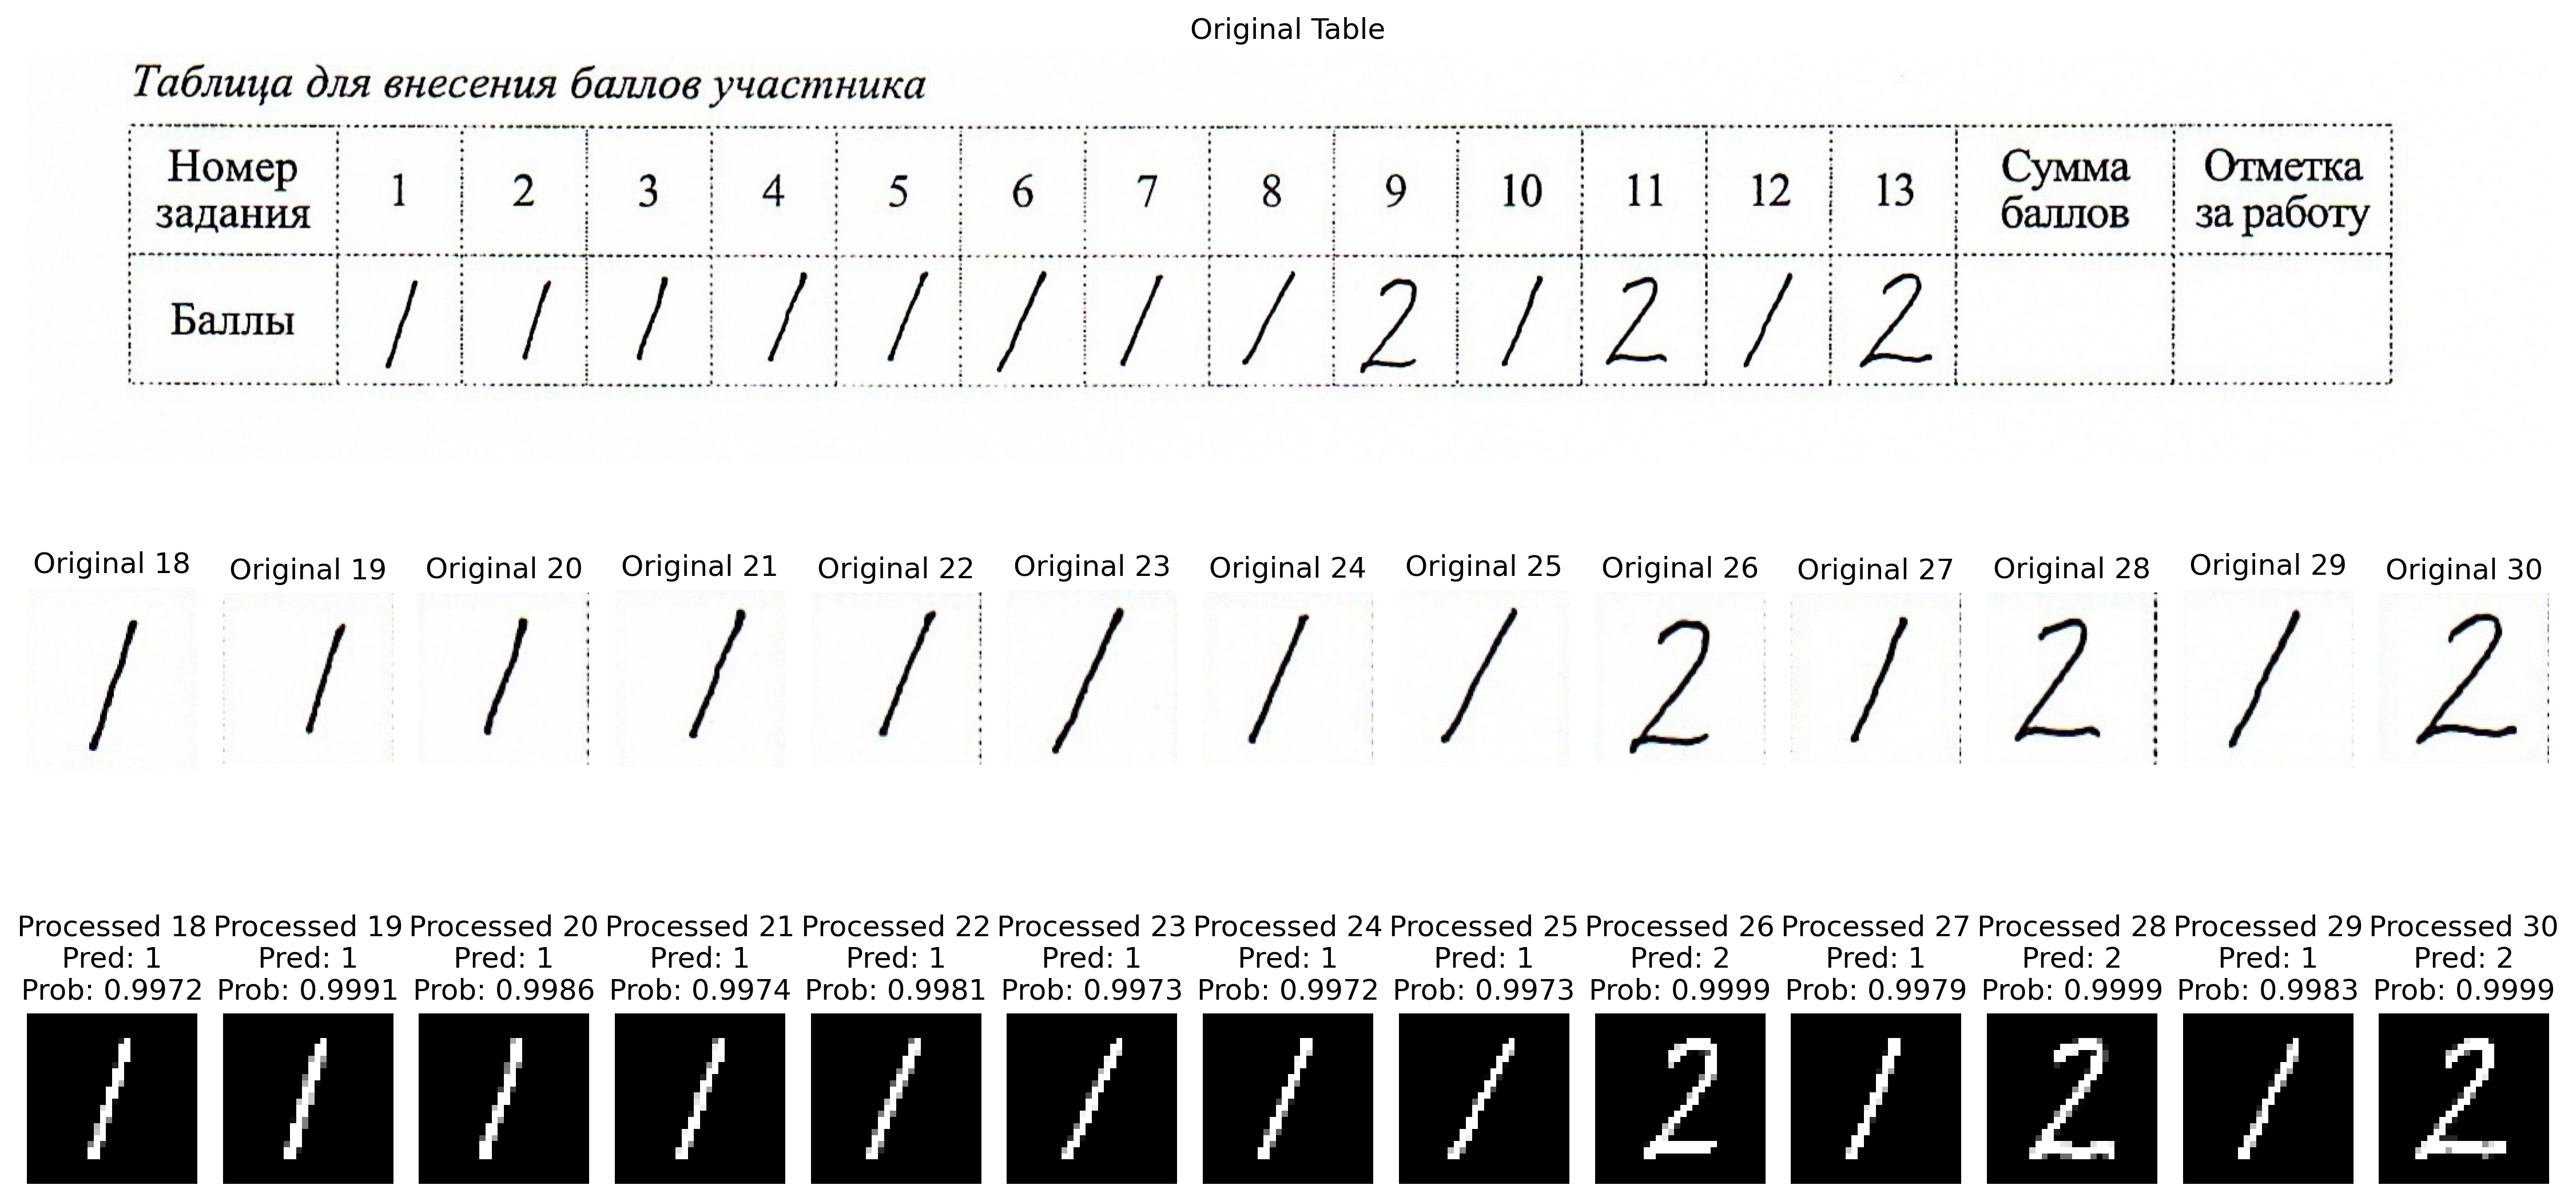 Original Table
Таблица для внесения баллов участника
Номер задания 1 2 3 4 5 6 7 8 9 10 11 12 13 Сумма баллов Отметка за работу
Баллы 1 1 1 1 1 1 1 1 2 1 2 1 2
Original 18 Original 19 Original 20 Original 21 Original 22 Original 23 Original 24 Original 25 Original 26 Original 27 Original 28 Original 29 Original 30
1 1 1 1 1 1 1 1 2 1 2 1 2
Processed 18 Processed 19 Processed 20 Processed 21 Processed 22 Processed 23 Processed 24 Processed 25 Processed 26 Processed 27 Processed 28 Processed 29 Processed 30
Pred: 1 Pred: 1 Pred: 1 Pred: 1 Pred: 1 Pred: 1 Pred: 1 Pred: 1 Pred: 2 Pred: 1 Pred: 2 Pred: 1 Pred: 2
Prob: 0.9972 Prob: 0.9991 Prob: 0.9986 Prob: 0.9974 Prob: 0.9981 Prob: 0.9973 Prob: 0.9972 Prob: 0.9973 Prob: 0.9999 Prob: 0.9979 Prob: 0.9999 Prob: 0.9983 Prob: 0.9999
1 1 1 1 1 1 1 1 2 1 2 1 2